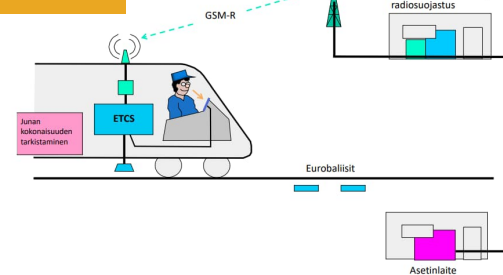 radiosuojastus
GSM-R
Junan
kokonaisuuden
tarkistaminen
ETCS
Eurobaliisit
Asetinlaite